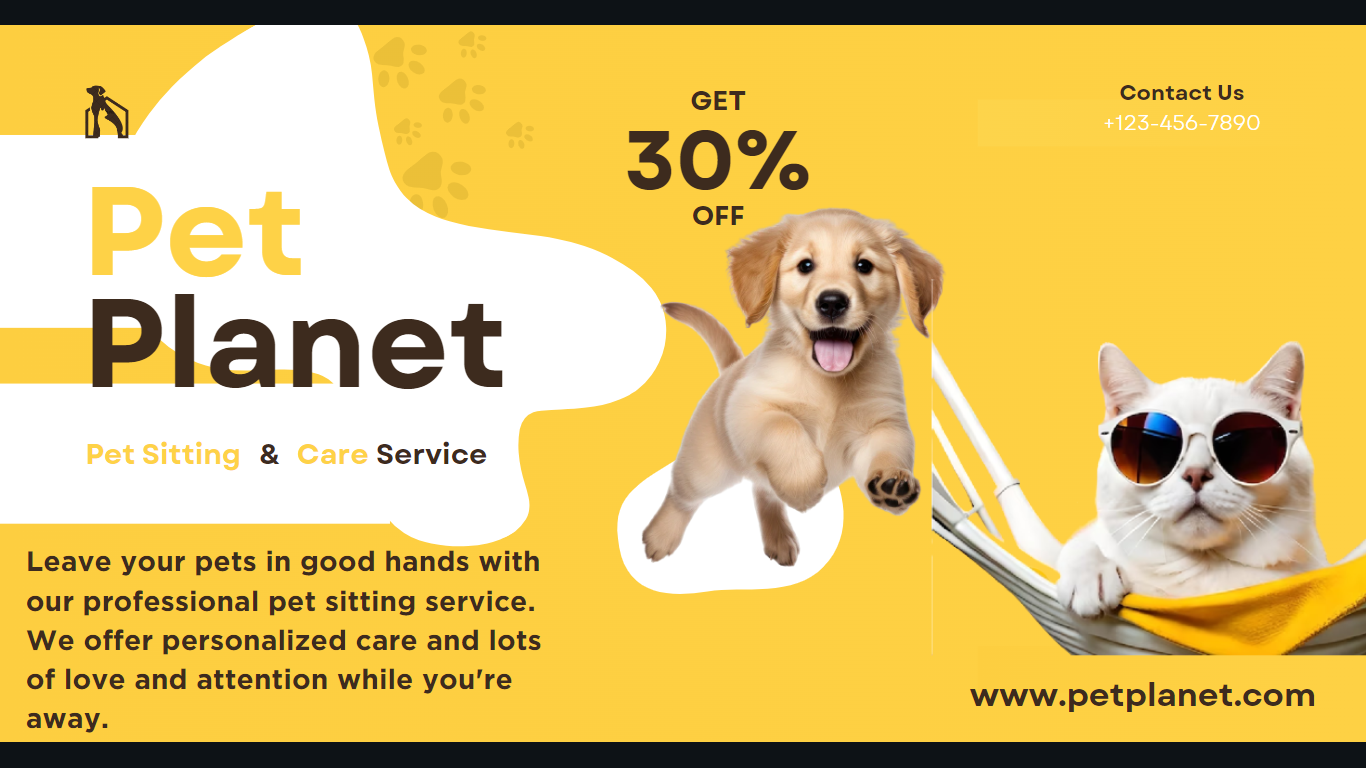 Pet
Planet
Pet Sitting & Care Service
Leave your pets in good hands with
our professional pet sitting service.
We offer personalized care and lots
of love and attention while you're
away.
GET
30%
OFF
Contact Us
+123-456-7890
www.petplanet.com